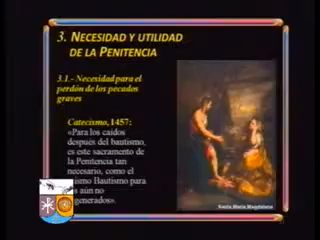 3. NECESIDAD Y UTILIDAD
DE LA PENITENCIA
3.1.- Necesidad para el
perdón de los pecados
graves
Catecismo, 1457:
«Para los caídos
después del bautismo,
es este sacramento de
la Penitencia tan
necesario, como el
mismo Bautismo para
aún no
generados».
Santa María Magdalena